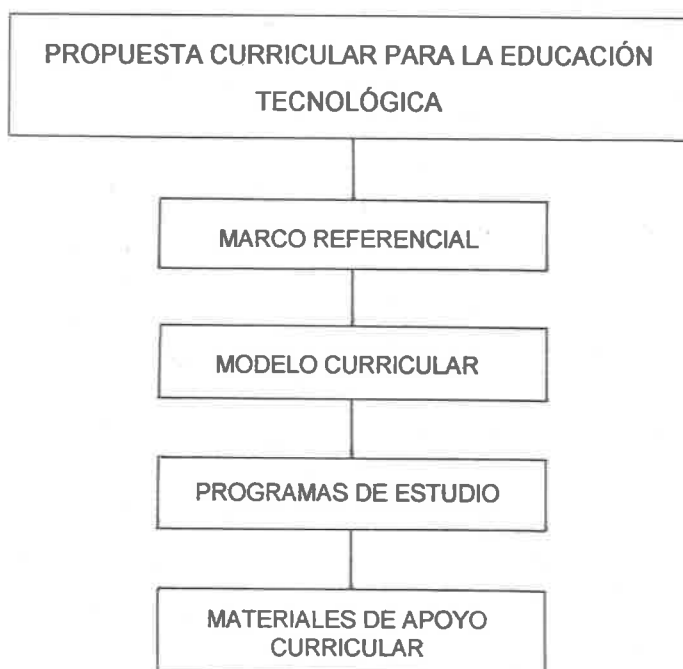 PROPUESTA CURRICULAR PARA LA EDUCACIÓN
TECNOLÓGICA
MARCO REFERENCIAL
MODELO CURRICULAR
PROGRAMAS DE ESTUDIO
MATERIALES DE APOYO
CURRICULAR